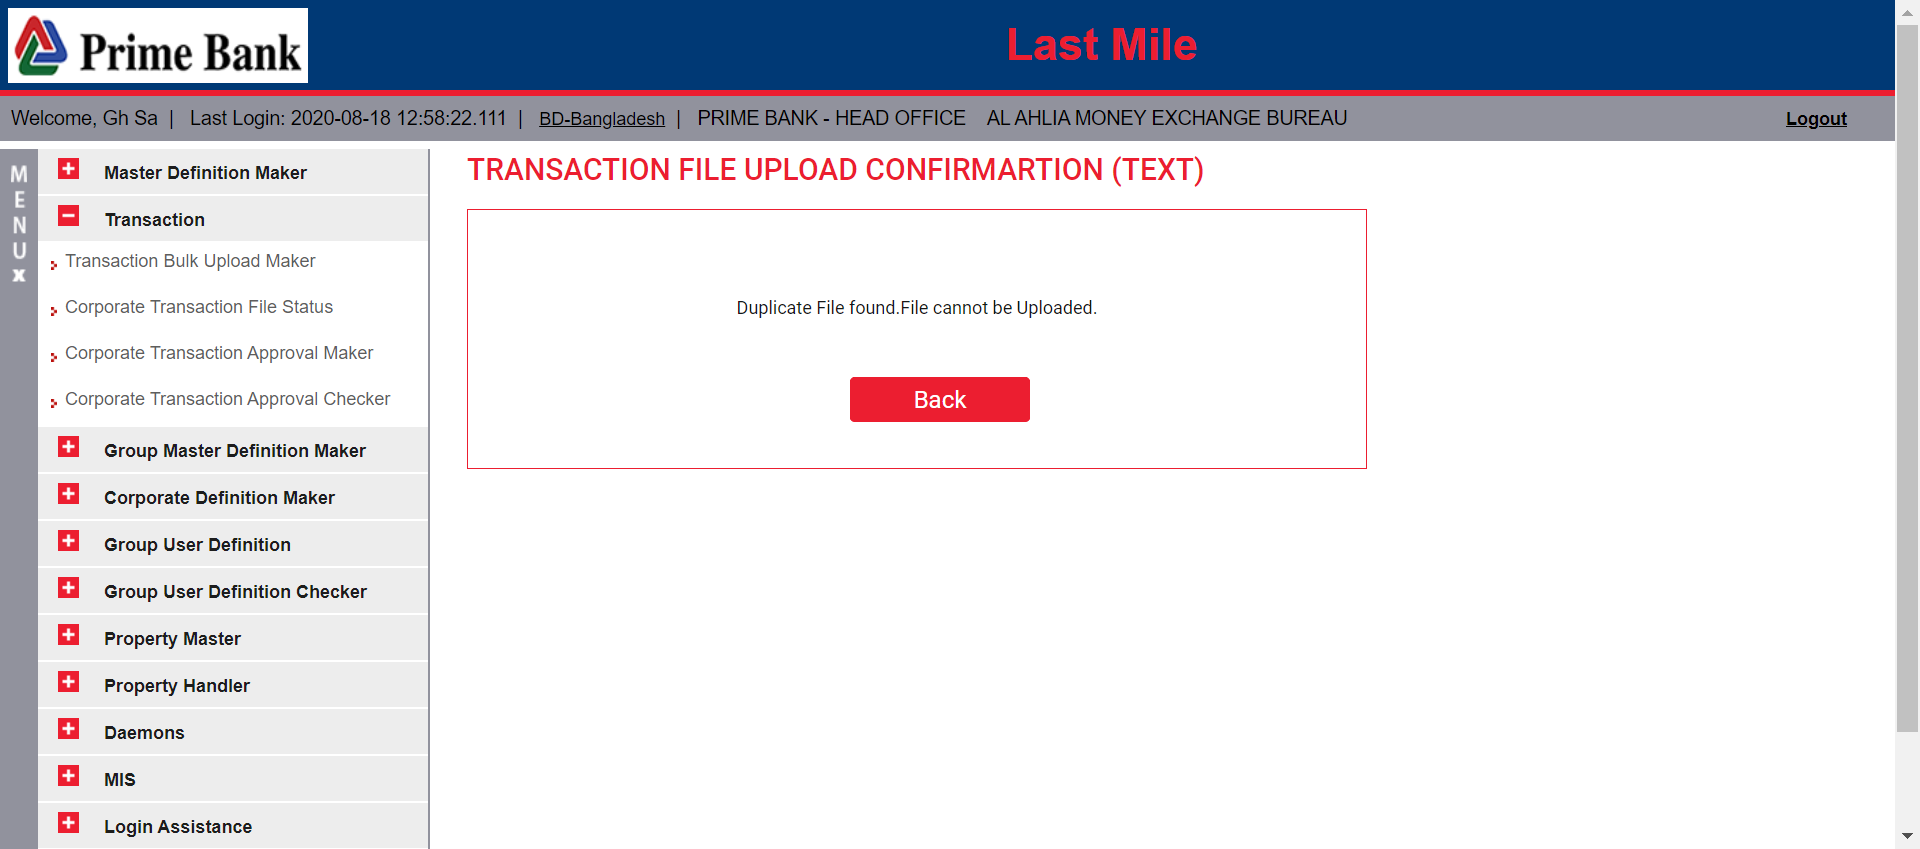 Prime Bank
Last Mile
Welcome, Gh Sa | Last Login: 2020-08-18 12:58:22.111 | BD-Bangladesh | PRIME BANK - HEAD OFFICE AL AHLIA MONEY EXCHANGE BUREAU Logout
MENU x
Master Definition Maker
Transaction
Transaction Bulk Upload Maker
Corporate Transaction File Status
Corporate Transaction Approval Maker
Corporate Transaction Approval Checker
Group Master Definition Maker
Corporate Definition Maker
Group User Definition
Group User Definition Checker
Property Master
Property Handler
Daemons
MIS
Login Assistance
TRANSACTION FILE UPLOAD CONFIRMARTION (TEXT)
Duplicate File found.File cannot be Uploaded.
Back